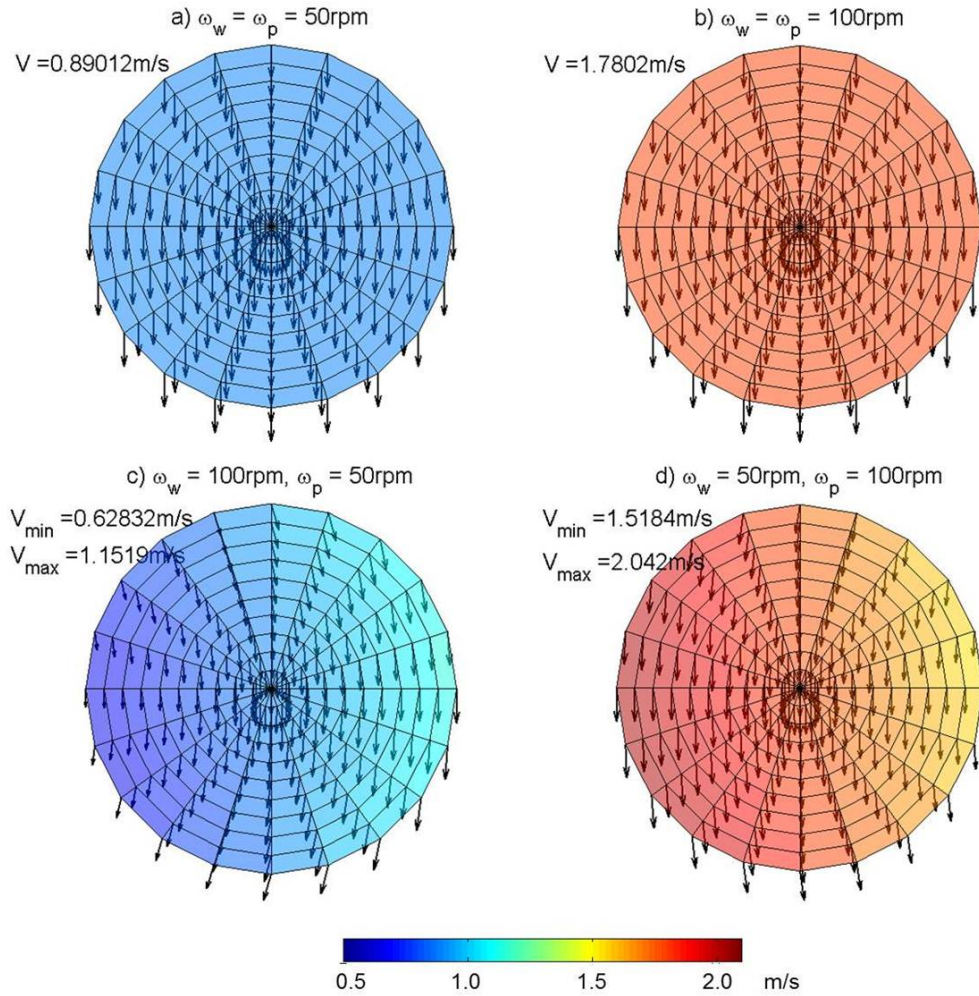 a) ω_w = ω_p = 50rpm
V =0.89012m/s
b) ω_w = ω_p = 100rpm
V =1.7802m/s
c) ω_w = 100rpm, ω_p = 50rpm
V_min =0.62832m/s
V_max =1.1519m/s
d) ω_w = 50rpm, ω_p = 100rpm
V_min =1.5184m/s
V_max =2.042m/s
0.5 1.0 1.5 2.0 m/s